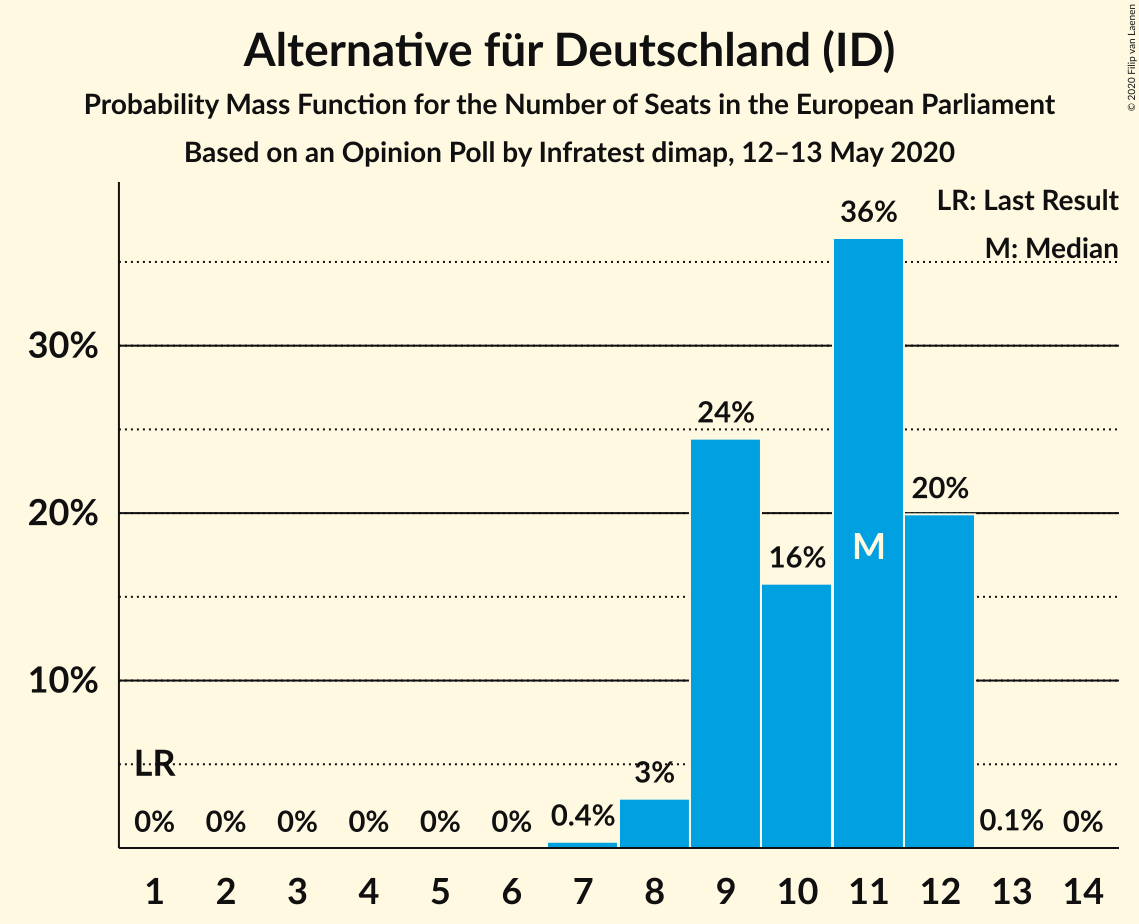 Alternative für Deutschland (ID)
Probability Mass Function for the Number of Seats in the European Parliament
Based on an Opinion Poll by Infratest dimap, 12–13 May 2020
© 2020 Filip van Laenen
LR: Last Result
M: Median
30%
20%
10%
36%
24%
20%
16%
M
LR
3%
0% 0% 0% 0% 0% 0% 0.4% 0.1% 0%
1 2 3 4 5 6 7 8 9 10 11 12 13 14